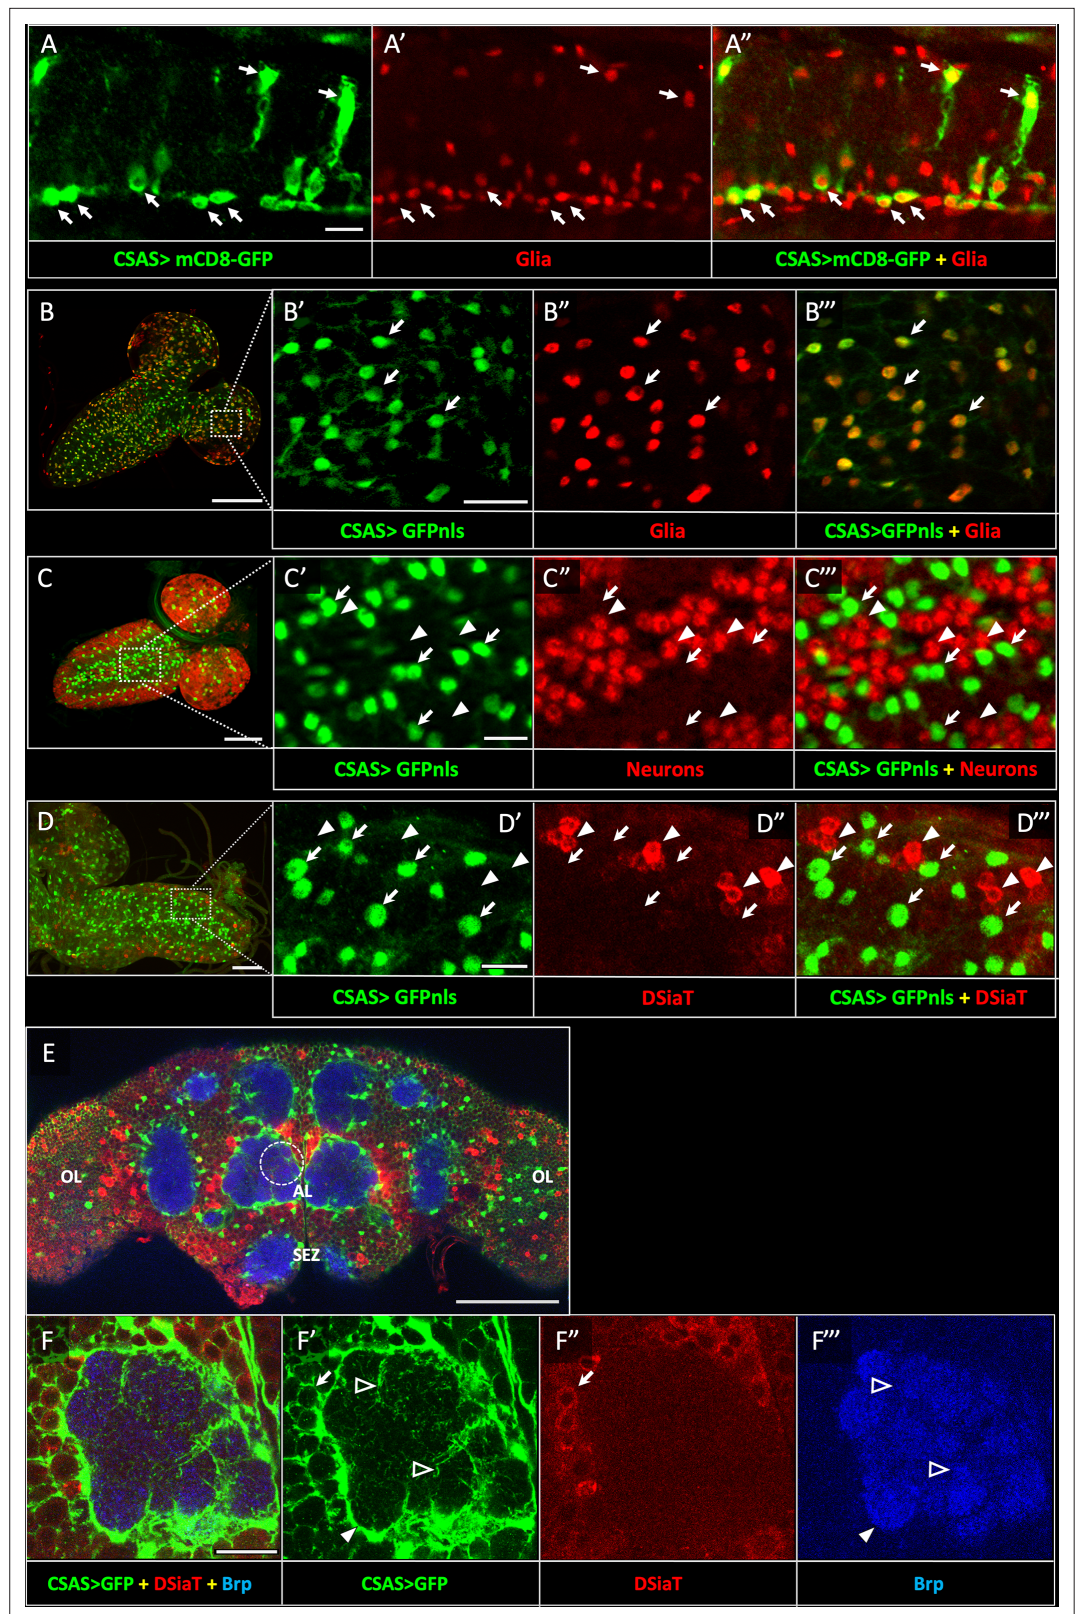 A A′ A″
CSAS> mCD8-GFP Glia CSAS>mCD8-GFP + Glia
B B′ B″ B‴
CSAS> GFPnls Glia CSAS>GFPnls + Glia
C C′ C″ C‴
CSAS> GFPnls Neurons CSAS> GFPnls + Neurons
D D′ D″ D‴
CSAS> GFPnls DSiaT CSAS> GFPnls + DSiaT
E
OL AL OL
SEZ
F F′ F″ F‴
CSAS>GFP + DSiaT + Brp CSAS>GFP DSiaT Brp